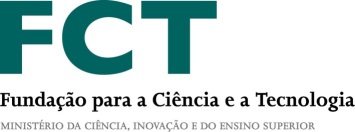 FCT
Fundação para a Ciência e a Tecnologia
MINISTÉRIO DA CIÊNCIA, INOVAÇÃO E DO ENSINO SUPERIOR